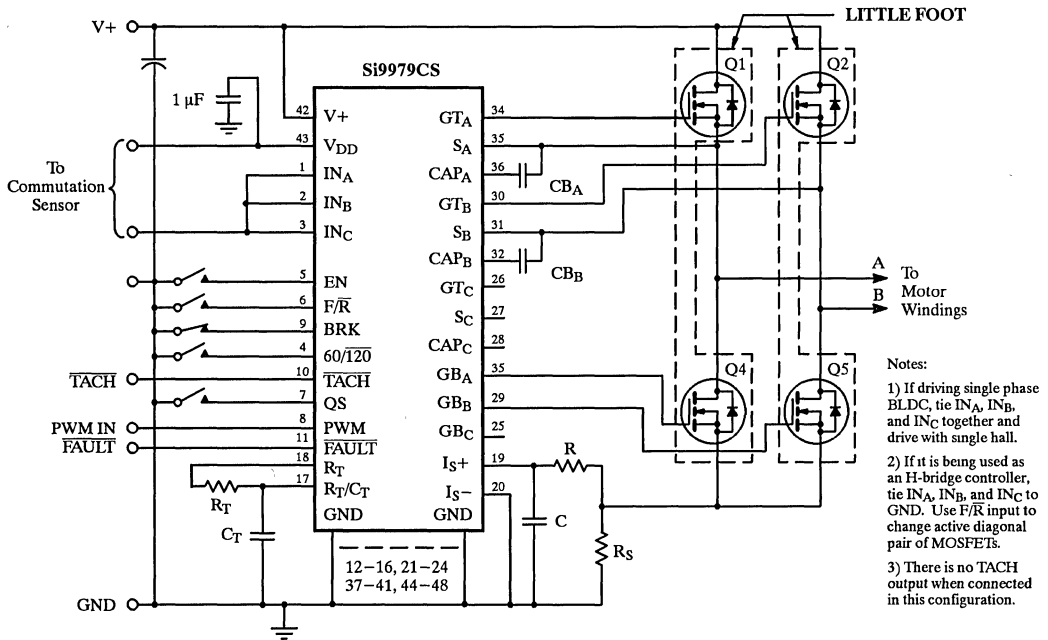 LITTLE FOOT
V+
Si9979CS
Q1
Q2
1 µF
42
V+
GTA
34
43
VDD
SA
35
To
Commutation
Sensor
1
INA
CAPA
36
CBA
2
INB
GTB
30
3
INC
SB
31
CAPB
32
CBB
5
EN
GTC
26
A
To
Motor
Windings
B
6
F/R̅
SC
27
9
BRK
CAPC
28
4
60/1̅2̅0̅
GBA
35
Q4
Q5
T̅A̅C̅H̅
10
T̅A̅C̅H̅
GBB
29
7
QS
GBC
25
PWM IN
8
PWM
F̅A̅U̅L̅T̅
11
F̅A̅U̅L̅T̅
IS+
19
R
18
RT
17
RT/CT
IS−
20
RT
CT
GND
GND
C
RS
12−16, 21−24
37−41, 44−48
GND
Notes:
1) If driving single phase
BLDC, tie INA, INB,
and INC together and
drive with single hall.
2) If it is being used as
an H-bridge controller,
tie INA, INB, and INC to
GND. Use F/R̅ input to
change active diagonal
pair of MOSFETs.
3) There is no TACH
output when connected
in this configuration.